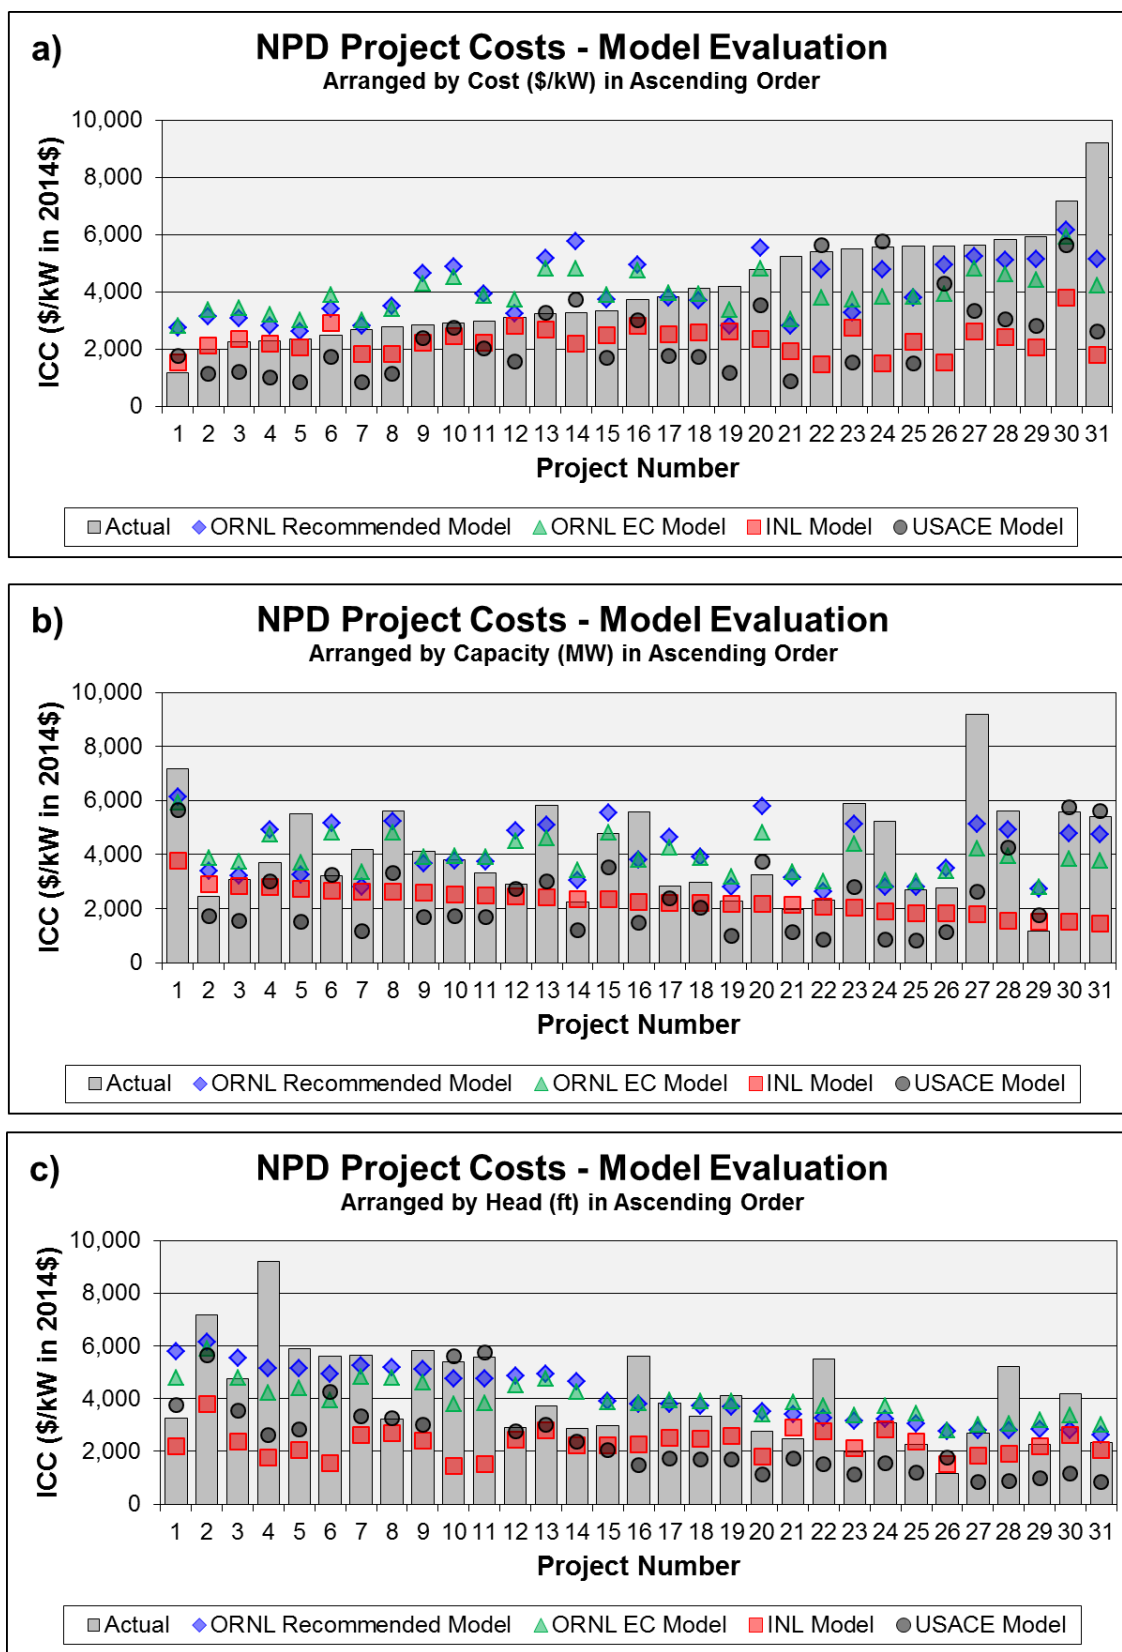 a)
NPD Project Costs - Model Evaluation
Arranged by Cost ($/kW) in Ascending Order
ICC ($/kW in 2014$)
10,000
8,000
6,000
4,000
2,000
0
1 2 3 4 5 6 7 8 9 10 11 12 13 14 15 16 17 18 19 20 21 22 23 24 25 26 27 28 29 30 31
Project Number
Actual ORNL Recommended Model ORNL EC Model INL Model USACE Model
b)
NPD Project Costs - Model Evaluation
Arranged by Capacity (MW) in Ascending Order
ICC ($/kW in 2014$)
10,000
8,000
6,000
4,000
2,000
0
1 2 3 4 5 6 7 8 9 10 11 12 13 14 15 16 17 18 19 20 21 22 23 24 25 26 27 28 29 30 31
Project Number
Actual ORNL Recommended Model ORNL EC Model INL Model USACE Model
c)
NPD Project Costs - Model Evaluation
Arranged by Head (ft) in Ascending Order
ICC ($/kW in 2014$)
10,000
8,000
6,000
4,000
2,000
0
1 2 3 4 5 6 7 8 9 10 11 12 13 14 15 16 17 18 19 20 21 22 23 24 25 26 27 28 29 30 31
Project Number
Actual ORNL Recommended Model ORNL EC Model INL Model USACE Model